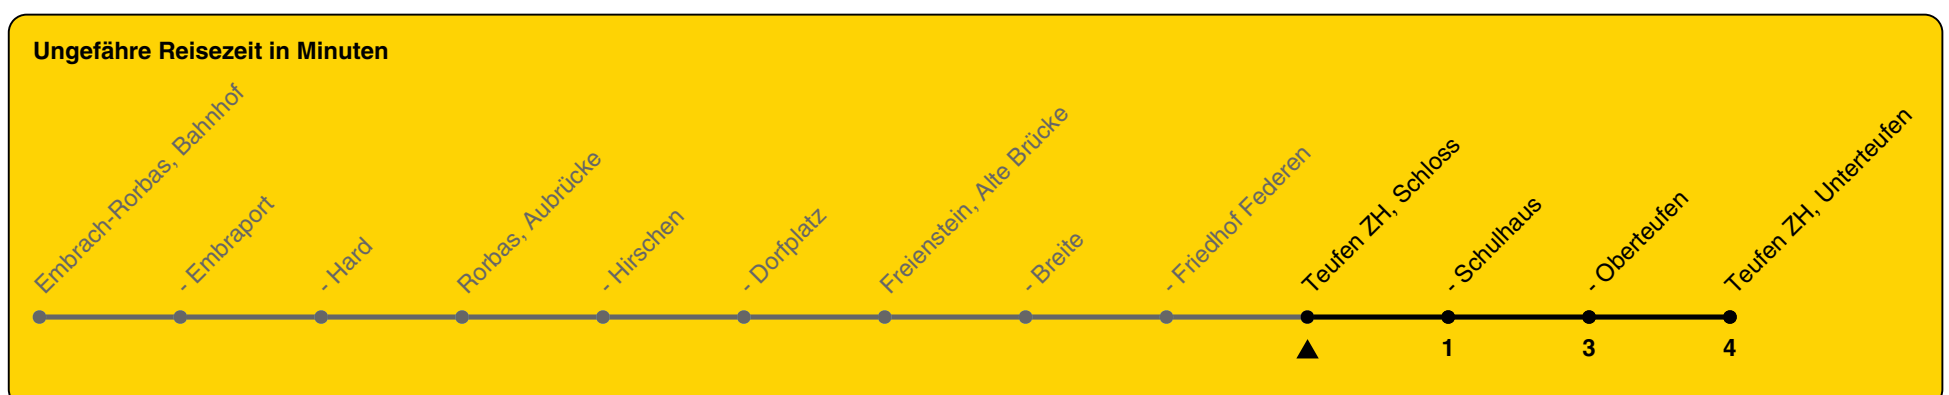 Ungefähre Reisezeit in Minuten
Embrach-Rorbas, Bahnhof
- Embraport
- Hard
Rorbas, Aubrücke
- Hirschen
- Dorfplatz
Freienstein, Alte Brücke
- Breite
- Friedhof Federen
Teufen ZH, Schloss
- Schulhaus
- Oberteufen
Teufen ZH, Unterteufen
1
3
4